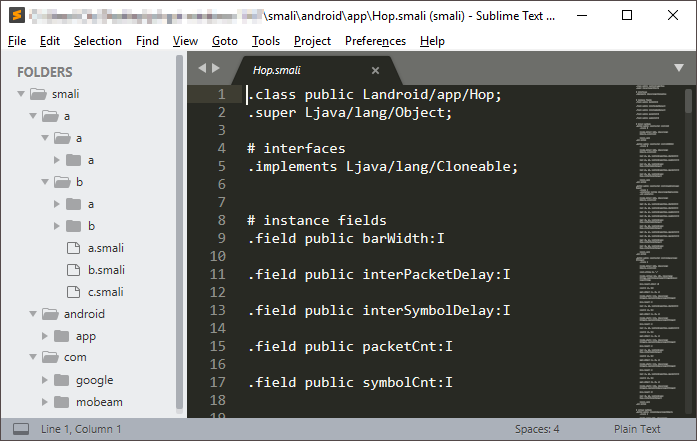 \smali\android\app\Hop.smali (smali) - Sublime Text ...
File Edit Selection Find View Goto Tools Project Preferences Help
FOLDERS
smali
a
a
a
b
a
b
a.smali
b.smali
c.smali
android
app
com
google
mobeam
Hop.smali
1 .class public Landroid/app/Hop;
2 .super Ljava/lang/Object;
3
4 # interfaces
5 .implements Ljava/lang/Cloneable;
6
7
8 # instance fields
9 .field public barWidth:I
10
11 .field public interPacketDelay:I
12
13 .field public interSymbolDelay:I
14
15 .field public packetCnt:I
16
17 .field public symbolCnt:I
18
19
Line 1, Column 1 Spaces: 4 Plain Text